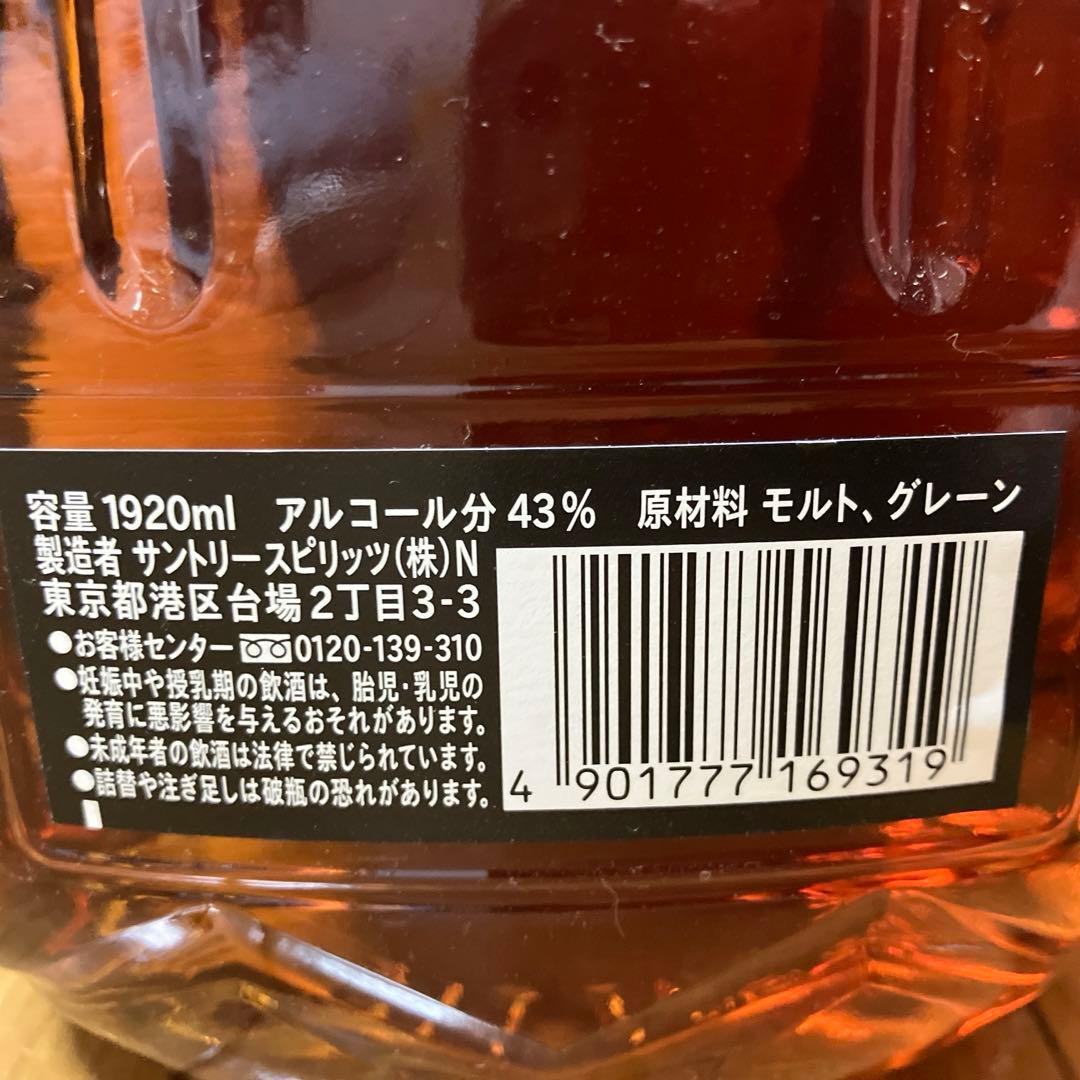 容量 1920ml アルコール分 43% 原材料 モルト、グレーン
製造者 サントリースピリッツ(株)N
東京都港区台場2丁目3-3
●お客様センター 0120-139-310
●妊娠中や授乳期の飲酒は、胎児・乳児の
発育に悪影響を与えるおそれがあります。
●未成年者の飲酒は法律で禁じられています。
●詰替や注ぎ足しは破瓶の恐れがあります。
4 901777 169319